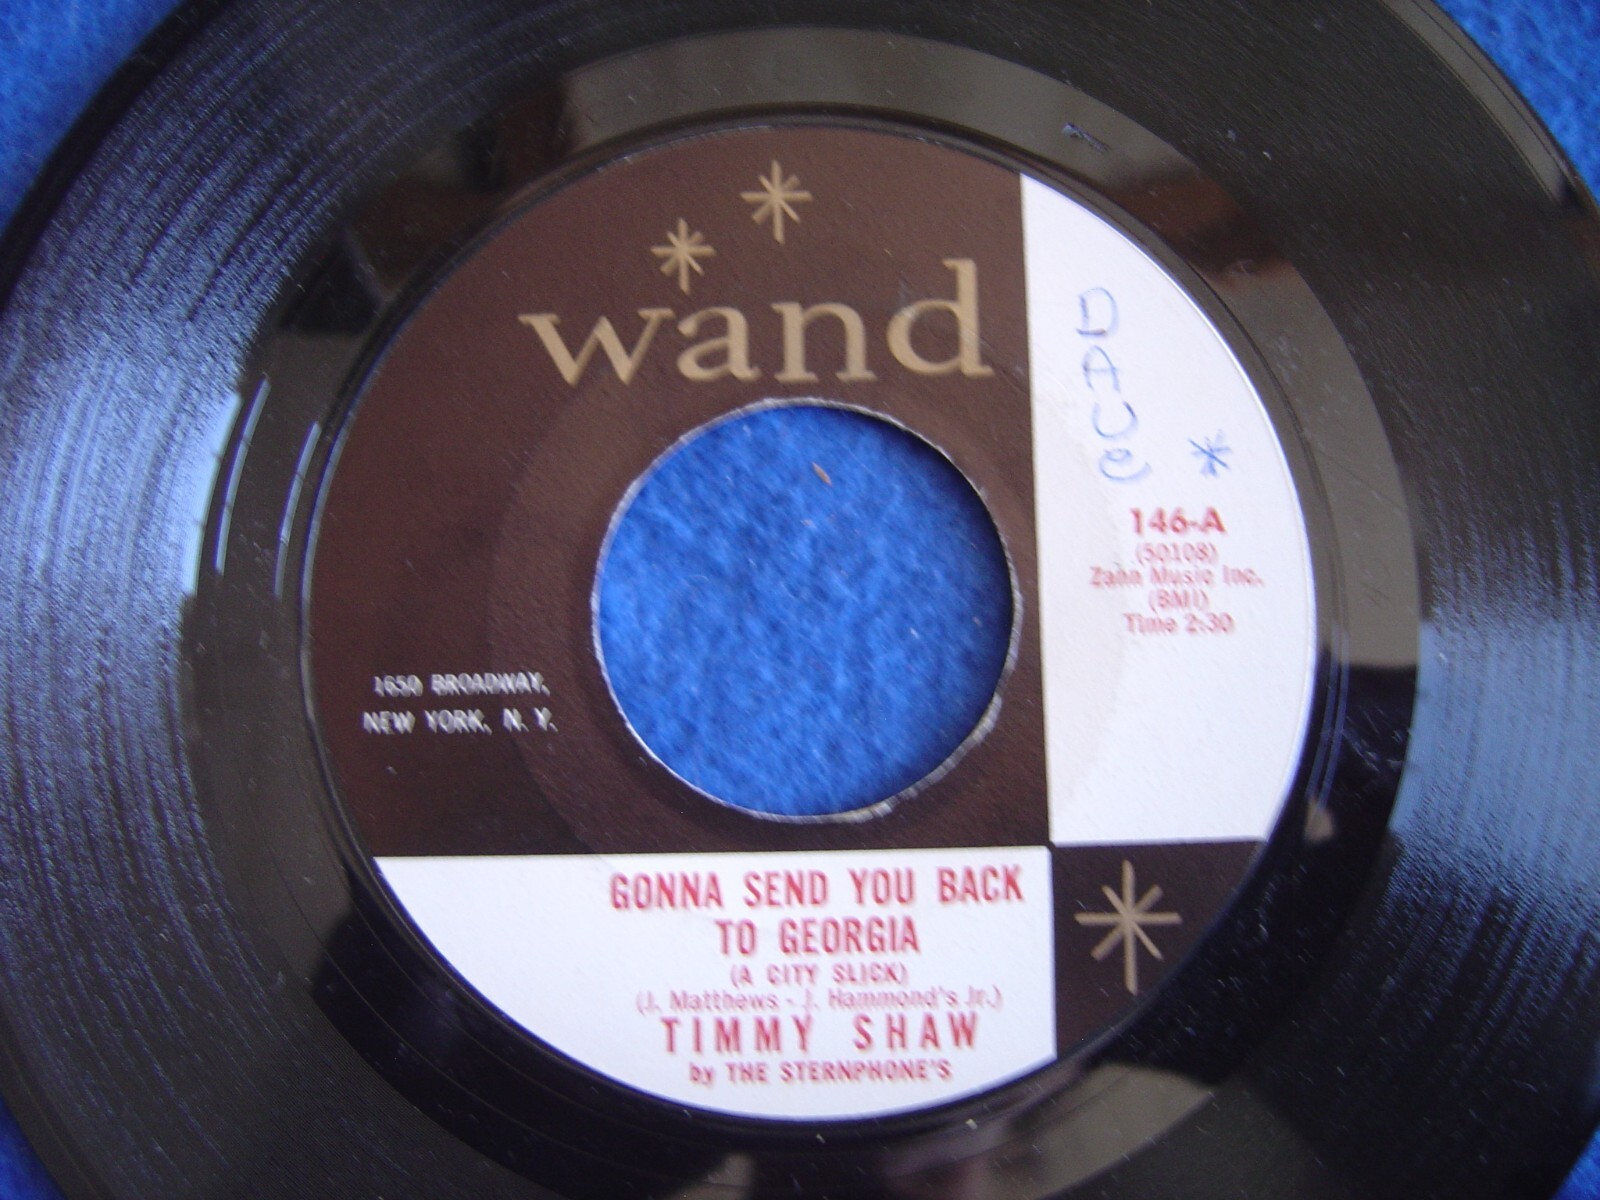 wand
DAVE *
146-A
(50108)
Zann Music Inc.
(BMI)
Time 2:30
1650 BROADWAY,
NEW YORK, N. Y.
GONNA SEND YOU BACK
TO GEORGIA
(A CITY SLICK)
(J. Matthews - J. Hammond's Jr.)
TIMMY SHAW
by THE STERNPHONE'S